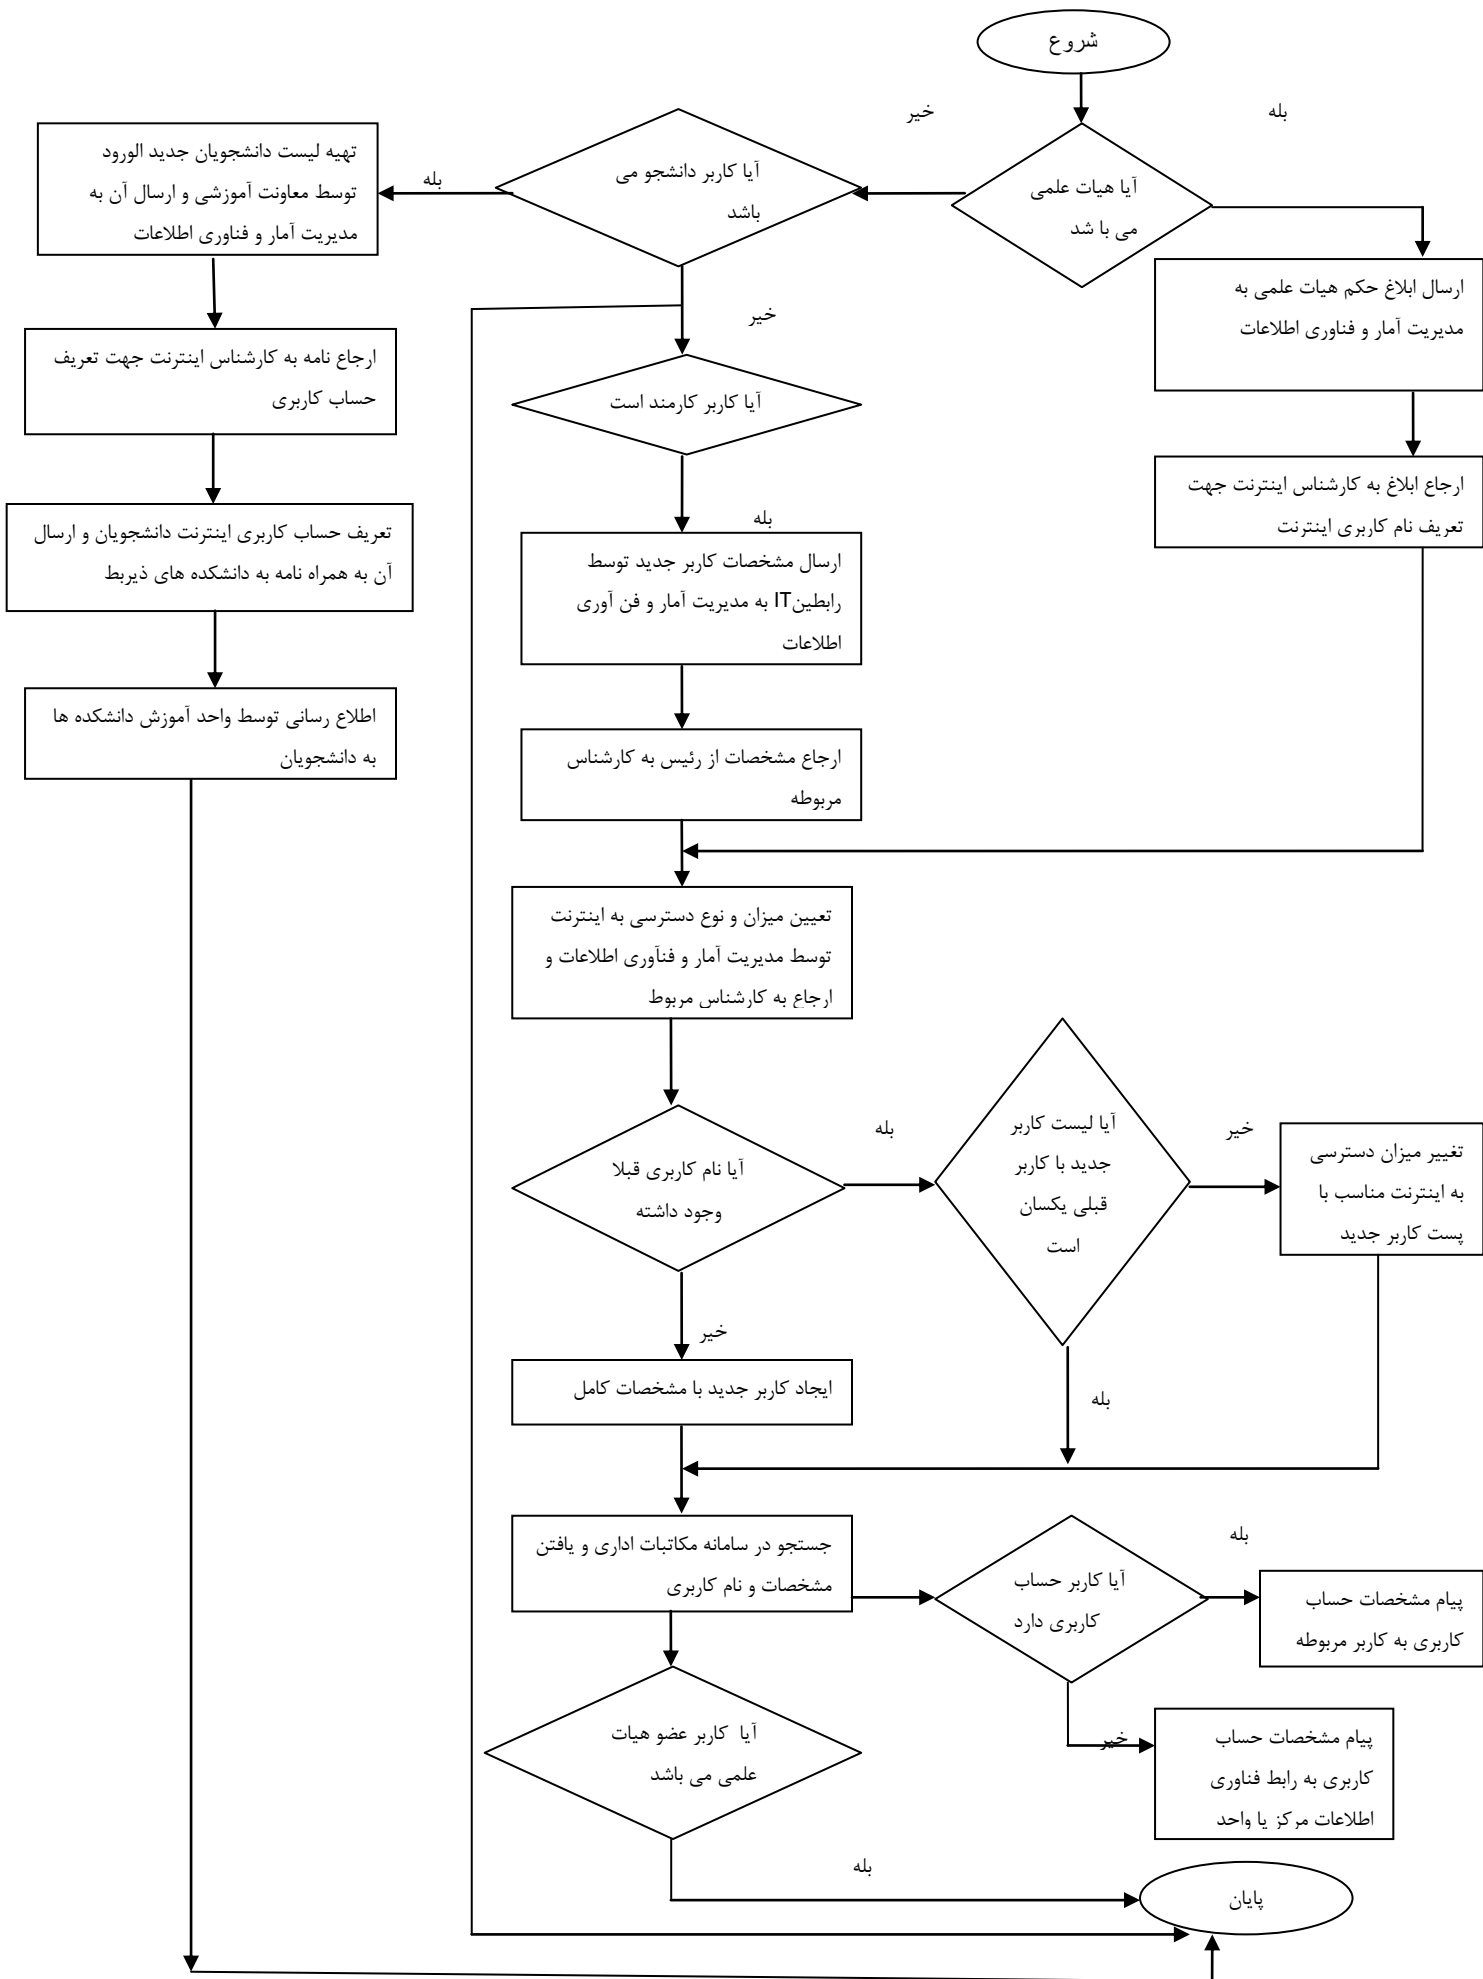 شروع
بله
خیر
آیا هیات علمی
می با شد
آیا کاربر دانشجو می
باشد
بله
تهیه لیست دانشجویان جدید الورود
توسط معاونت آموزشی و ارسال آن به
مدیریت آمار و فناوری اطلاعات
ارسال ابلاغ حکم هیات علمی به
مدیریت آمار و فناوری اطلاعات
خیر
ارجاع نامه به کارشناس اینترنت جهت تعریف
حساب کاربری
آیا کاربر کارمند است
ارجاع ابلاغ به کارشناس اینترنت جهت
تعریف نام کاربری اینترنت
بله
تعریف حساب کاربری اینترنت دانشجویان و ارسال
آن به همراه نامه به دانشکده های ذیربط
ارسال مشخصات کاربر جدید توسط
رابطینIT به مدیریت آمار و فن آوری
اطلاعات
اطلاع رسانی توسط واحد آموزش دانشکده ها
به دانشجویان
ارجاع مشخصات از رئیس به کارشناس
مربوطه
تعیین میزان و نوع دسترسی به اینترنت
توسط مدیریت آمار و فنآوری اطلاعات و
ارجاع به کارشناس مربوط
آیا نام کاربری قبلا
وجود داشته
بله
آیا لیست کاربر
جدید با کاربر
قبلی یکسان
است
خیر
تغییر میزان دسترسی
به اینترنت مناسب با
پست کاربر جدید
خیر
ایجاد کاربر جدید با مشخصات کامل
بله
جستجو در سامانه مکاتبات اداری و یافتن
مشخصات و نام کاربری
آیا کاربر حساب
کاربری دارد
بله
پیام مشخصات حساب
کاربری به کاربر مربوطه
خیر
پیام مشخصات حساب
کاربری به رابط فناوری
اطلاعات مرکز یا واحد
آیا کاربر عضو هیات
علمی می باشد
بله
پایان